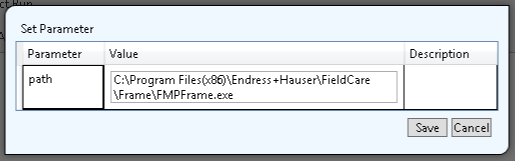 Set Parameter
Parameter Value Description
path C:\Program Files(x86)\Endress+Hauser\FieldCare
\Frame\FMPFrame.exe
Save Cancel